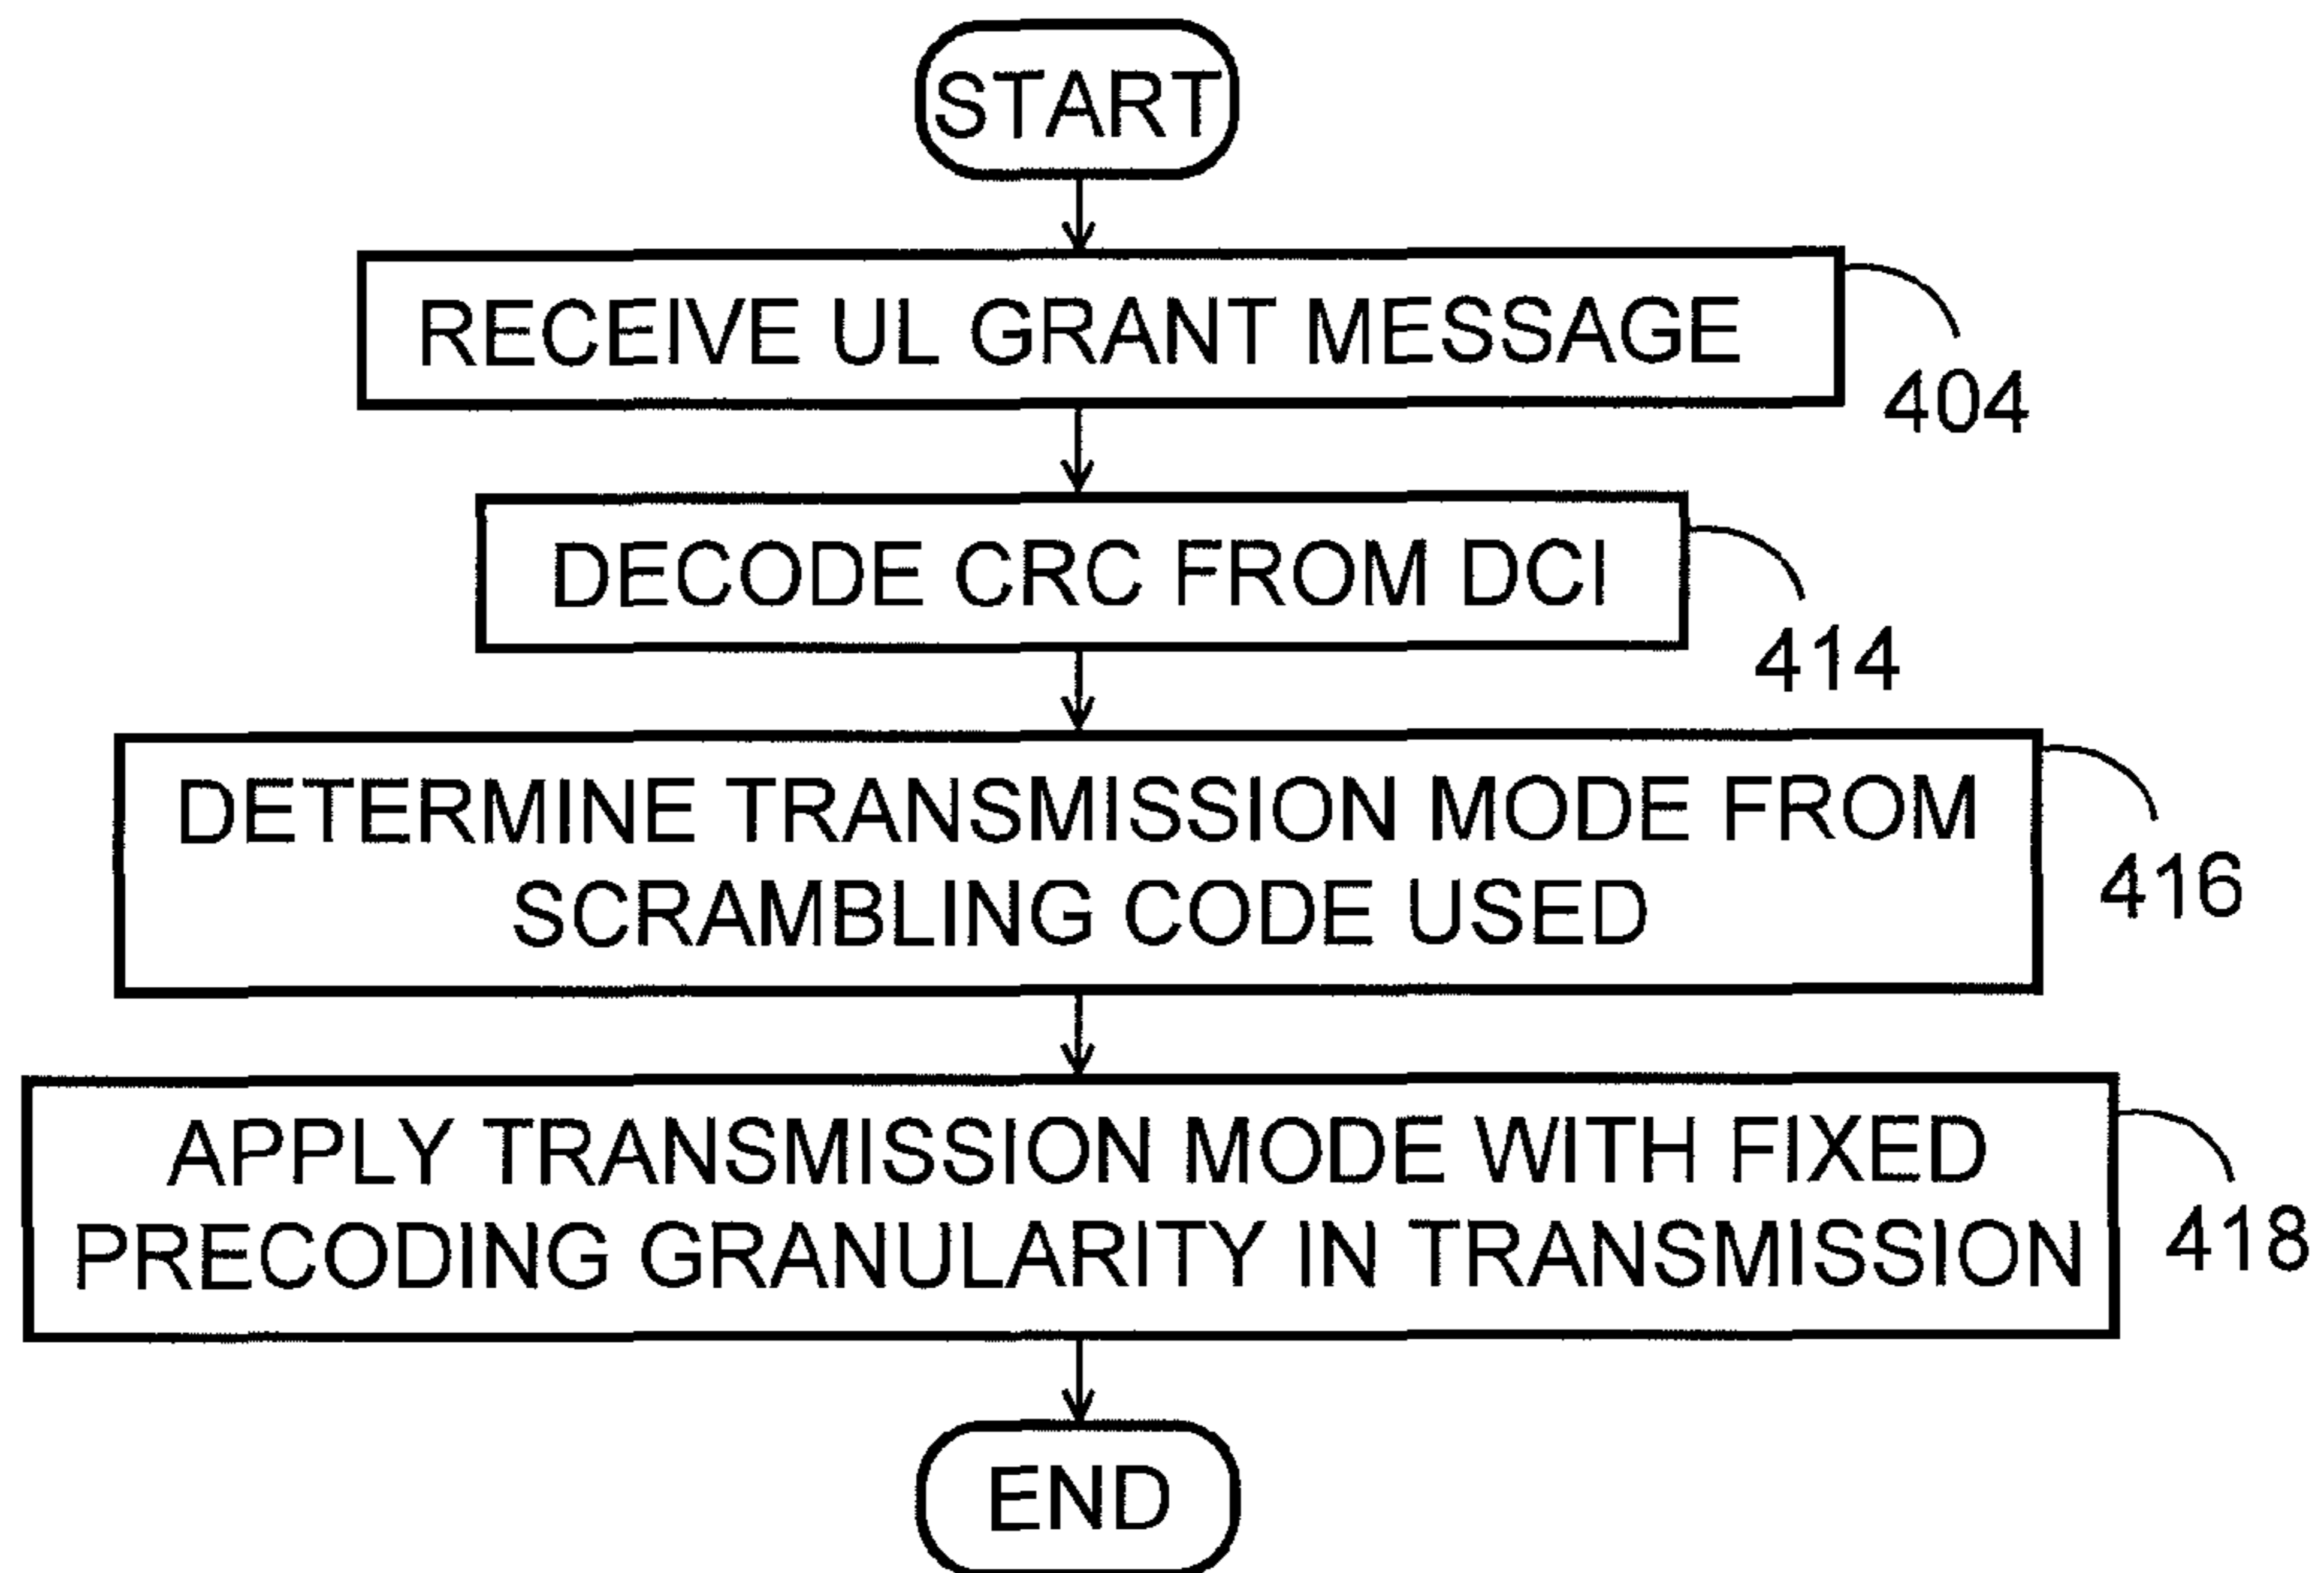 START
RECEIVE UL GRANT MESSAGE
404
DECODE CRC FROM DCI
414
DETERMINE TRANSMISSION MODE FROM
SCRAMBLING CODE USED
416
APPLY TRANSMISSION MODE WITH FIXED
PRECODING GRANULARITY IN TRANSMISSION
418
END